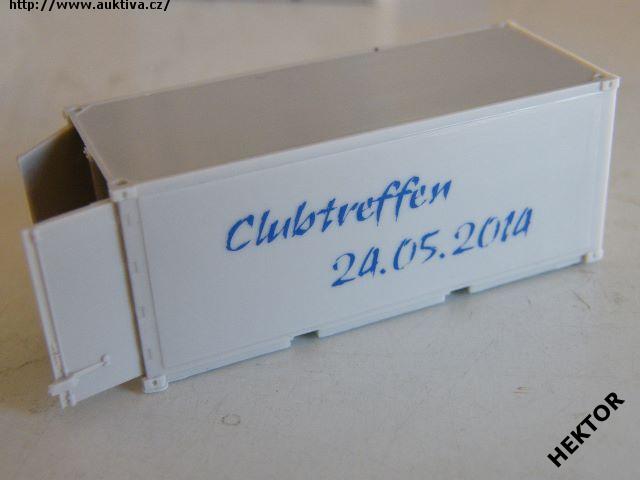 http://www.auktiva.cz/
Clubtreffen
24.05.2014
HEKTOR